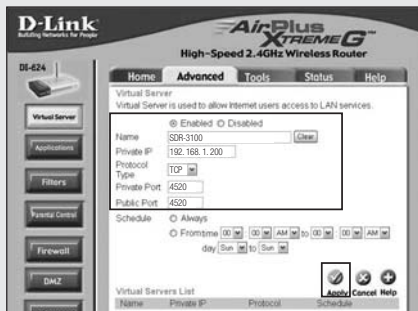 D-Link
Building Networks for People
AirPlus
XTREME G
High-Speed 2.4GHz Wireless Router
DI-624
Home Advanced Tools Status Help
Virtual Server
Virtual Server is used to allow Internet users access to LAN services.
Enabled Disabled
Name SDR-3100 Clear
Private IP 192.168.1.200
Protocol
Type TCP
Private Port 4520
Public Port 4520
Schedule Always
From time 00 : 00 AM to 00 : 00 AM
day Sun to Sun
Apply Cancel Help
Virtual Servers List
Name Private IP Protocol Schedule
Virtual Server
Applications
Filters
Parental Control
Firewall
DMZ